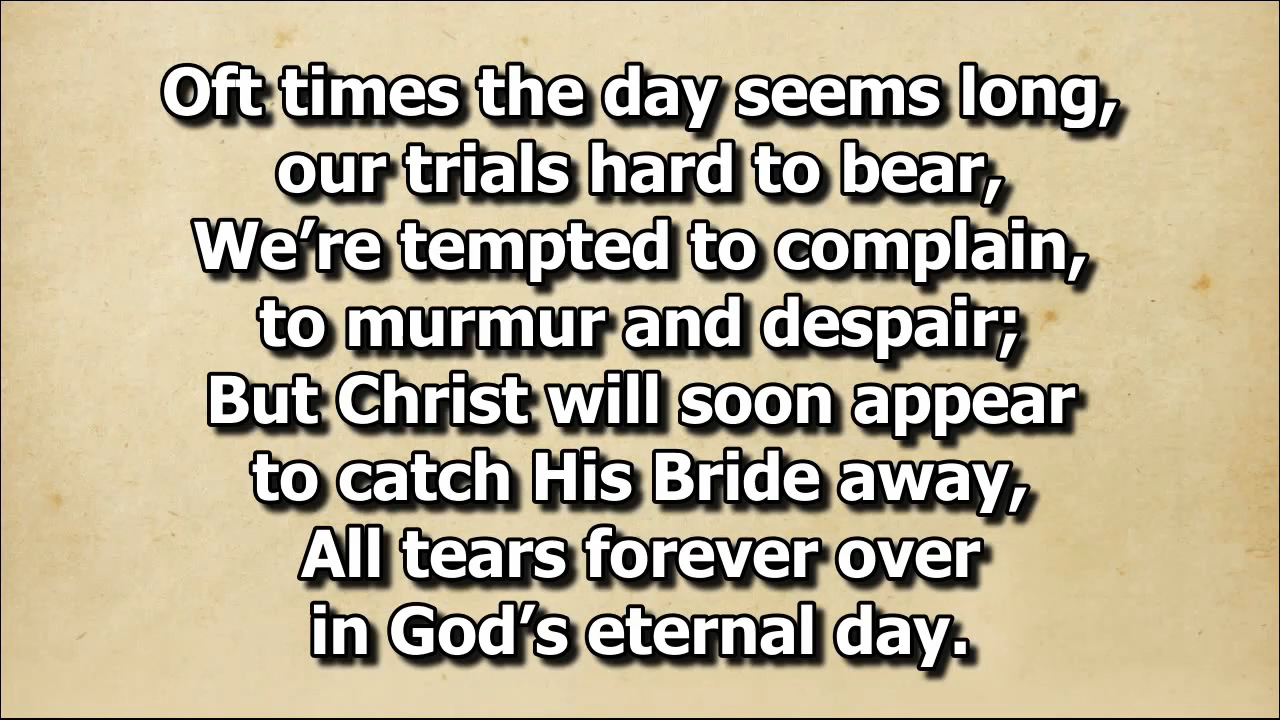 Oft times the day seems long,
our trials hard to bear,
We’re tempted to complain,
to murmur and despair;
But Christ will soon appear
to catch His Bride away,
All tears forever over
in God’s eternal day.